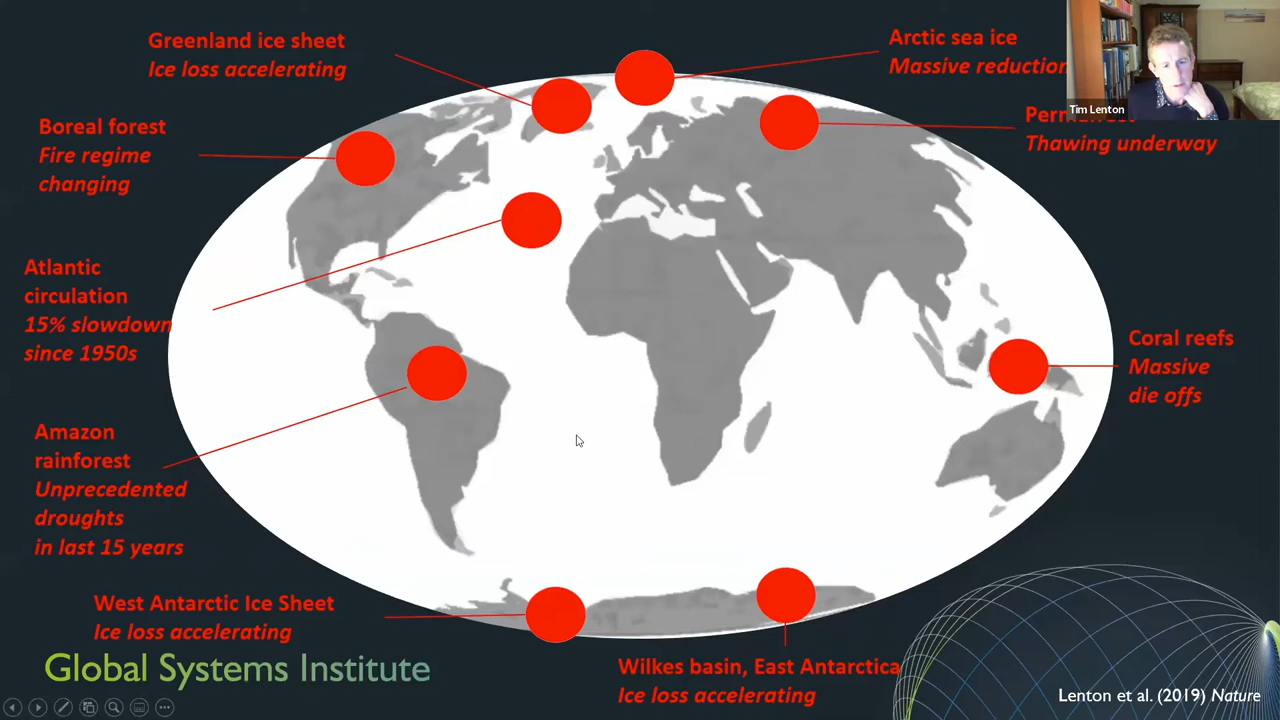 Greenland ice sheet
Ice loss accelerating
Arctic sea ice
Massive reduction
Tim Lenton
Boreal forest
Fire regime
changing
Thawing underway
Atlantic
circulation
15% slowdown
since 1950s
Coral reefs
Massive
die offs
Amazon
rainforest
Unprecedented
droughts
in last 15 years
West Antarctic Ice Sheet
Ice loss accelerating
Wilkes basin, East Antarctica
Ice loss accelerating
Global Systems Institute
Lenton et al. (2019) Nature